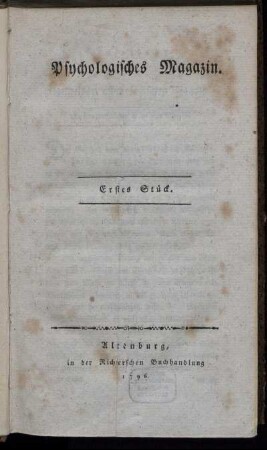 Psychologisches Magazin.
Erstes Stück.
Altenburg,
in der Richterschen Buchhandlung
1796